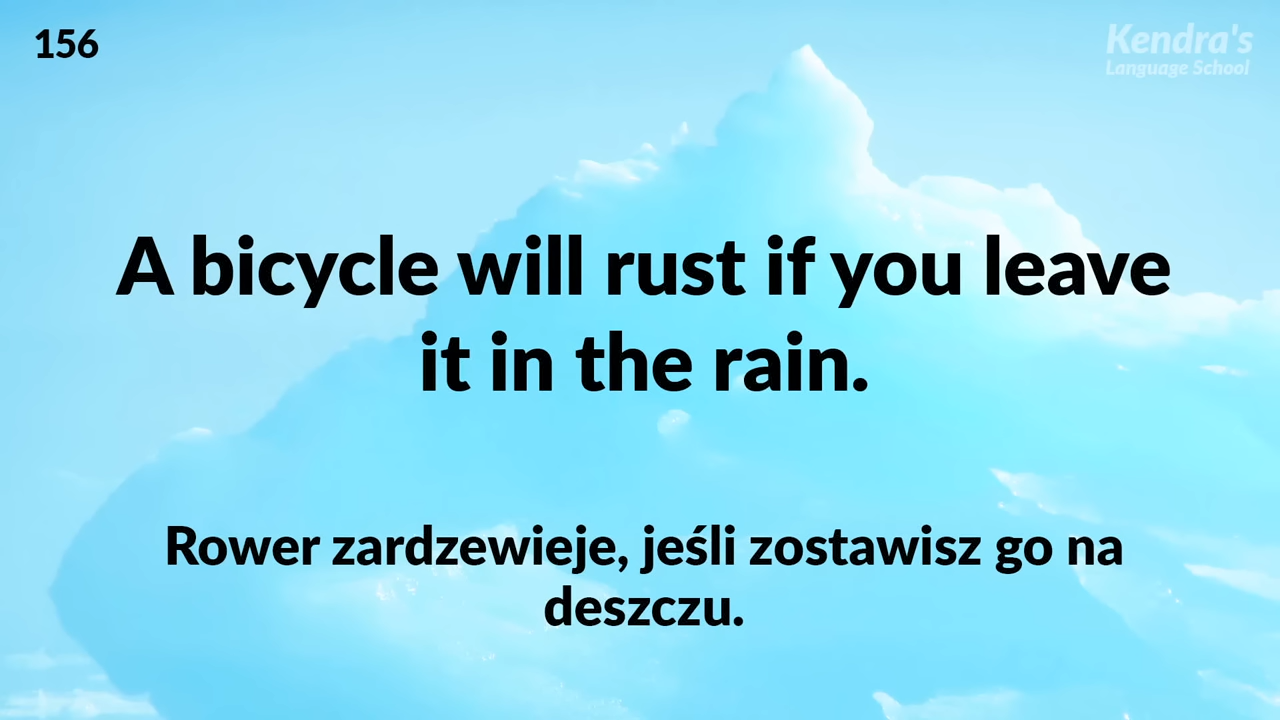 156
Kendra's
Language School
A bicycle will rust if you leave
it in the rain.
Rower zardzewieje, jeśli zostawisz go na
deszczu.